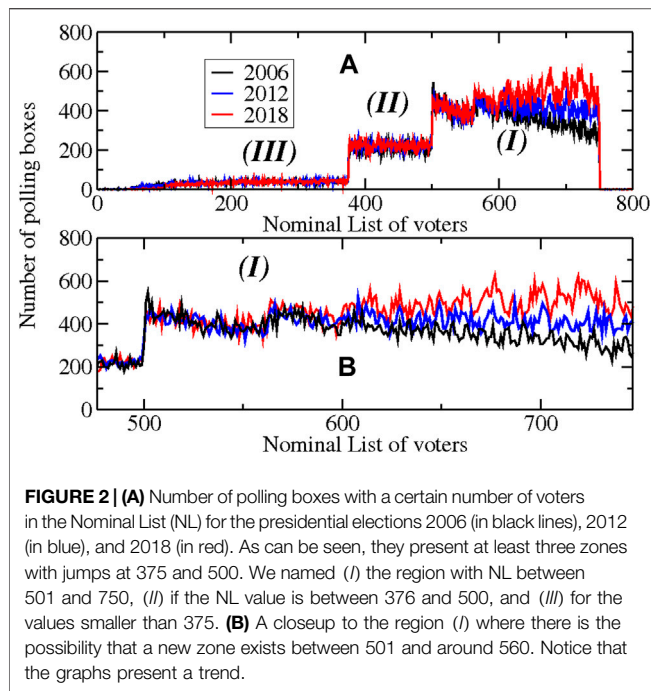 800
600
400
200
0
A
2006
2012
2018
(III)
(II)
(I)
0 200 400 600 800
Nominal List of voters
Number of polling boxes
800
600
400
200
0
(I)
B
500 600 700
Nominal List of voters
FIGURE 2 | (A) Number of polling boxes with a certain number of voters
in the Nominal List (NL) for the presidential elections 2006 (in black lines), 2012
(in blue), and 2018 (in red). As can be seen, they present at least three zones
with jumps at 375 and 500. We named (I) the region with NL between
501 and 750, (II) if the NL value is between 376 and 500, and (III) for the
values smaller than 375. (B) A closeup to the region (I) where there is the
possibility that a new zone exists between 501 and around 560. Notice that
the graphs present a trend.